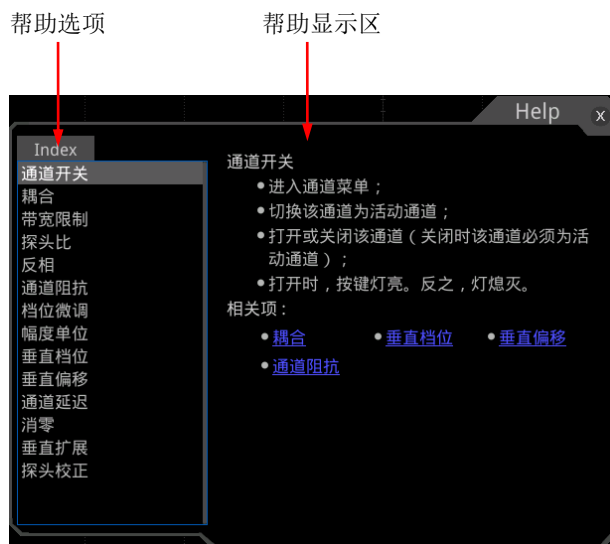 帮助选项
帮助显示区
Help
x
Index
通道开关
耦合
带宽限制
探头比
反相
通道阻抗
档位微调
幅度单位
垂直档位
垂直偏移
通道延迟
消零
垂直扩展
探头校正
通道开关
●进入通道菜单；
●切换该通道为活动通道；
●打开或关闭该通道（关闭时该通道必须为活
动通道）；
●打开时，按键灯亮。反之，灯熄灭。
相关项：
●耦合 ●垂直档位 ●垂直偏移
●通道阻抗